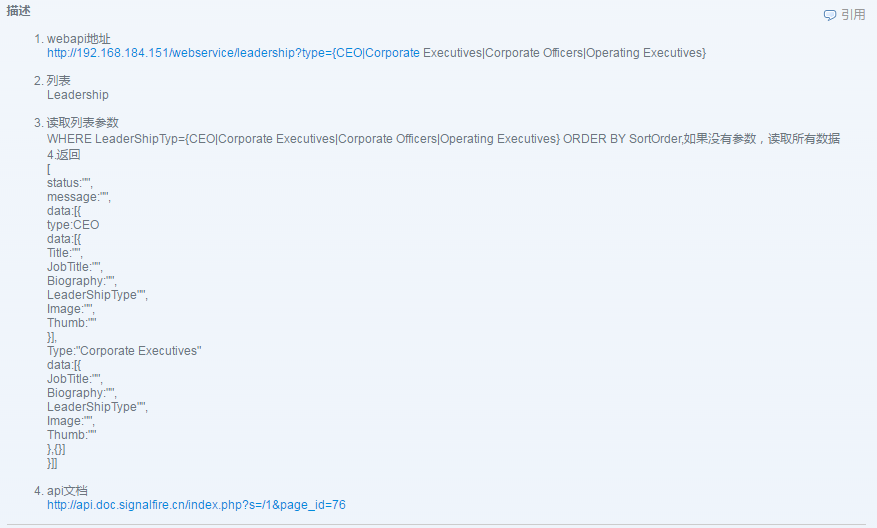 描述
引用
1. webapi地址
http://192.168.184.151/webservice/leadership?type={CEO|Corporate Executives|Corporate Officers|Operating Executives}
2. 列表
Leadership
3. 读取列表参数
WHERE LeaderShipTyp={CEO|Corporate Executives|Corporate Officers|Operating Executives} ORDER BY SortOrder,如果没有参数，读取所有数据
4.返回
[
status:"",
message:"",
data:[{
type:CEO
data:[{
Title:"",
JobTitle:"",
Biography:"",
LeaderShipType"",
Image:"",
Thumb:""
}],
Type:"Corporate Executives"
data:[{
JobTitle:"",
Biography:"",
LeaderShipType"",
Image:"",
Thumb:""
},{}]
}]]
4. api文档
http://api.doc.signalfire.cn/index.php?s=/1&page_id=76